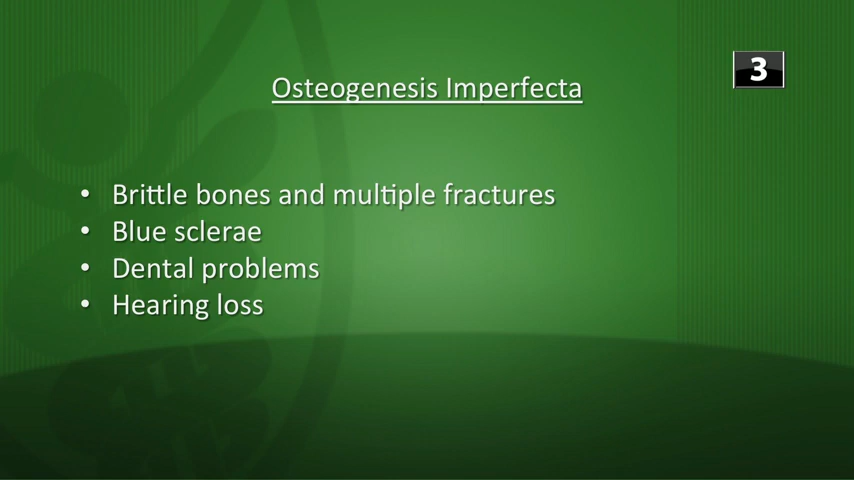 3
Osteogenesis Imperfecta
• Brittle bones and multiple fractures
• Blue sclerae
• Dental problems
• Hearing loss